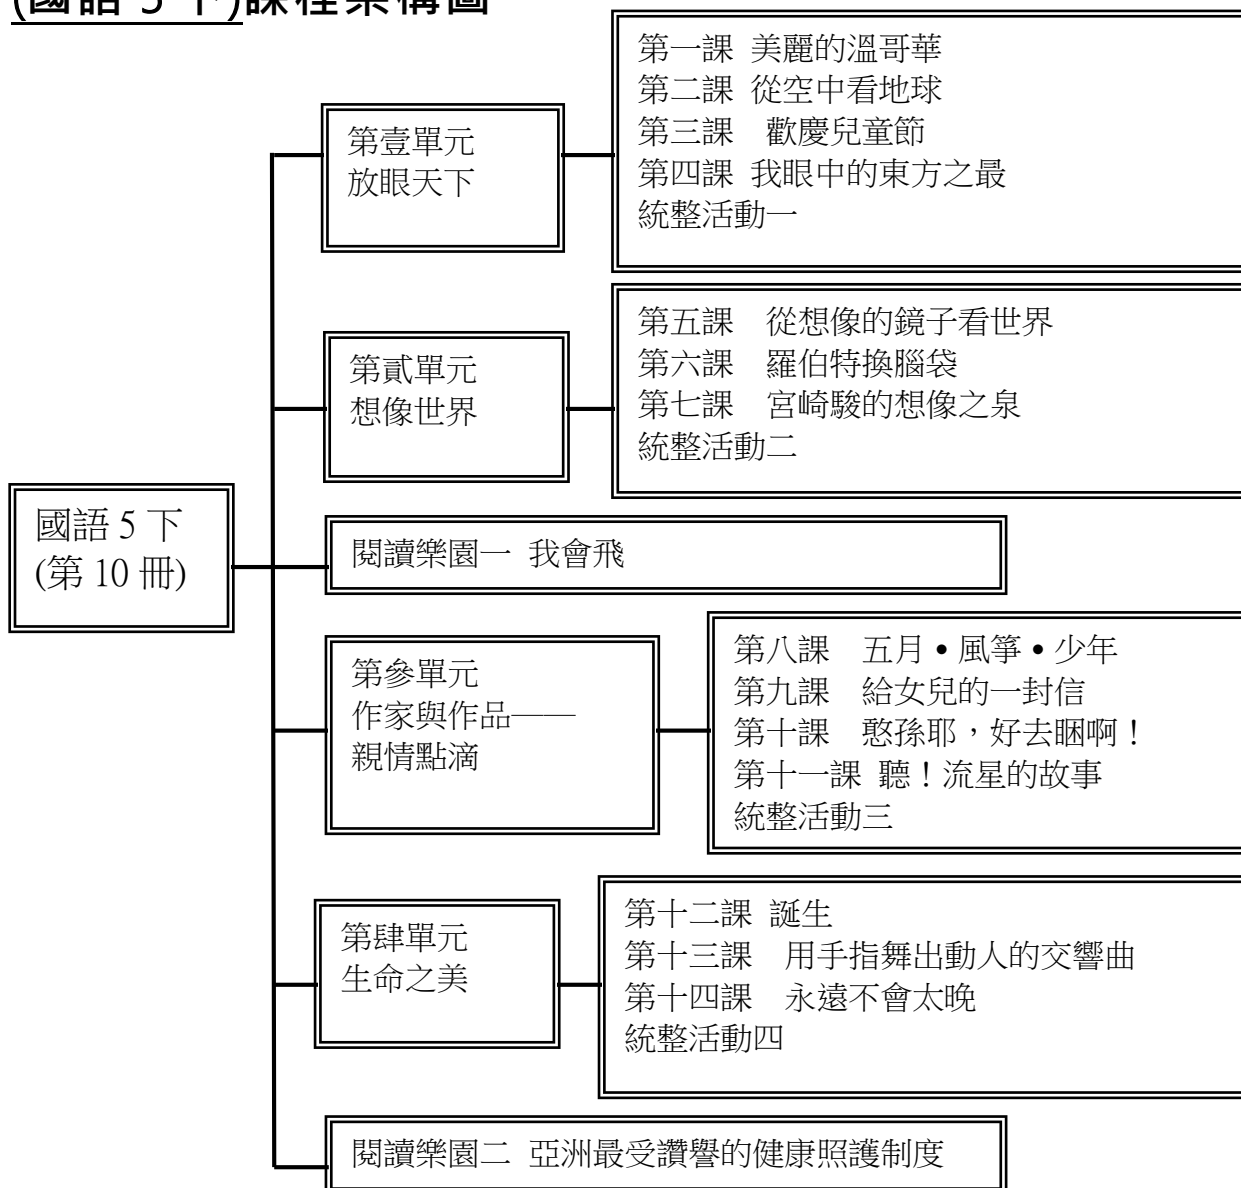 (國語 5 下)課程架構圖
第一課 美麗的溫哥華
第二課 從空中看地球
第三課 歡慶兒童節
第四課 我眼中的東方之最
統整活動一
第壹單元
放眼天下
第五課 從想像的鏡子看世界
第六課 羅伯特換腦袋
第七課 宮崎駿的想像之泉
統整活動二
第貳單元
想像世界
國語 5 下
(第 10 冊)
閱讀樂園一 我會飛
第參單元
作家與作品——
親情點滴
第八課 五月•風箏•少年
第九課 給女兒的一封信
第十課 憨孫耶，好去睏啊！
第十一課 聽！流星的故事
統整活動三
第肆單元
生命之美
第十二課 誕生
第十三課 用手指舞出動人的交響曲
第十四課 永遠不會太晚
統整活動四
閱讀樂園二 亞洲最受讚譽的健康照護制度